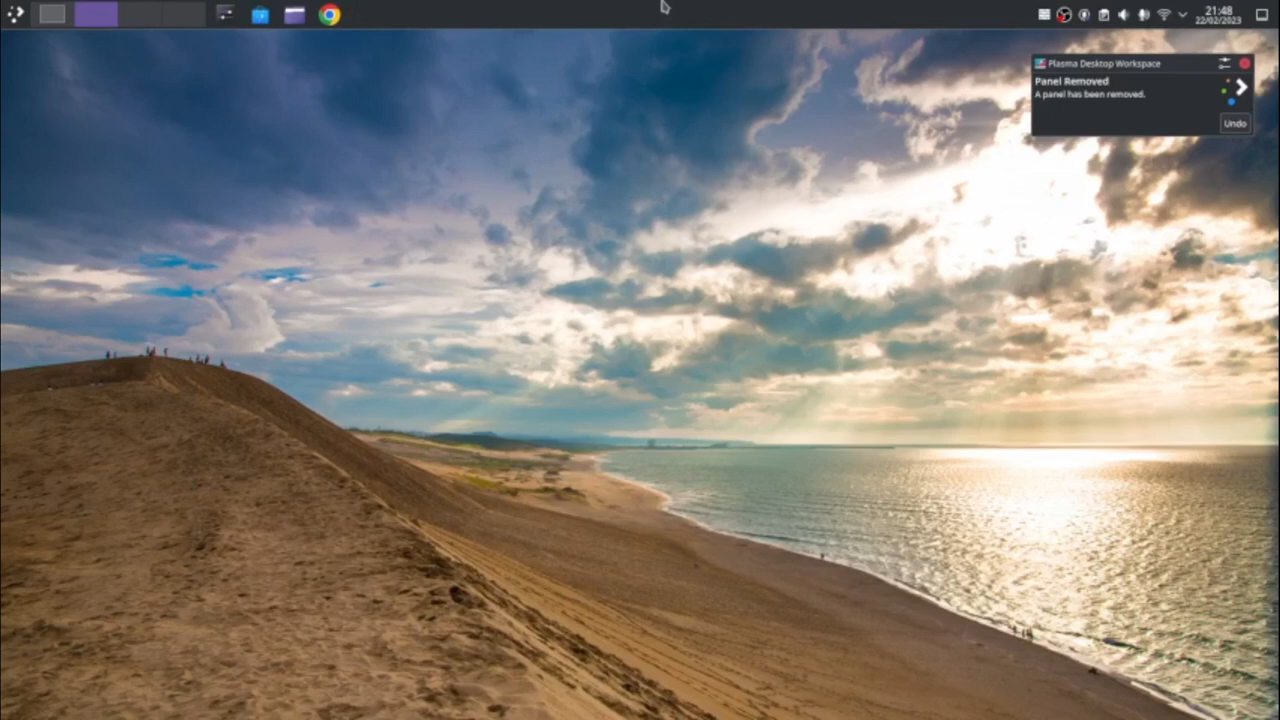 21:48
22/02/2023
Plasma Desktop Workspace
Panel Removed
A panel has been removed.
Undo